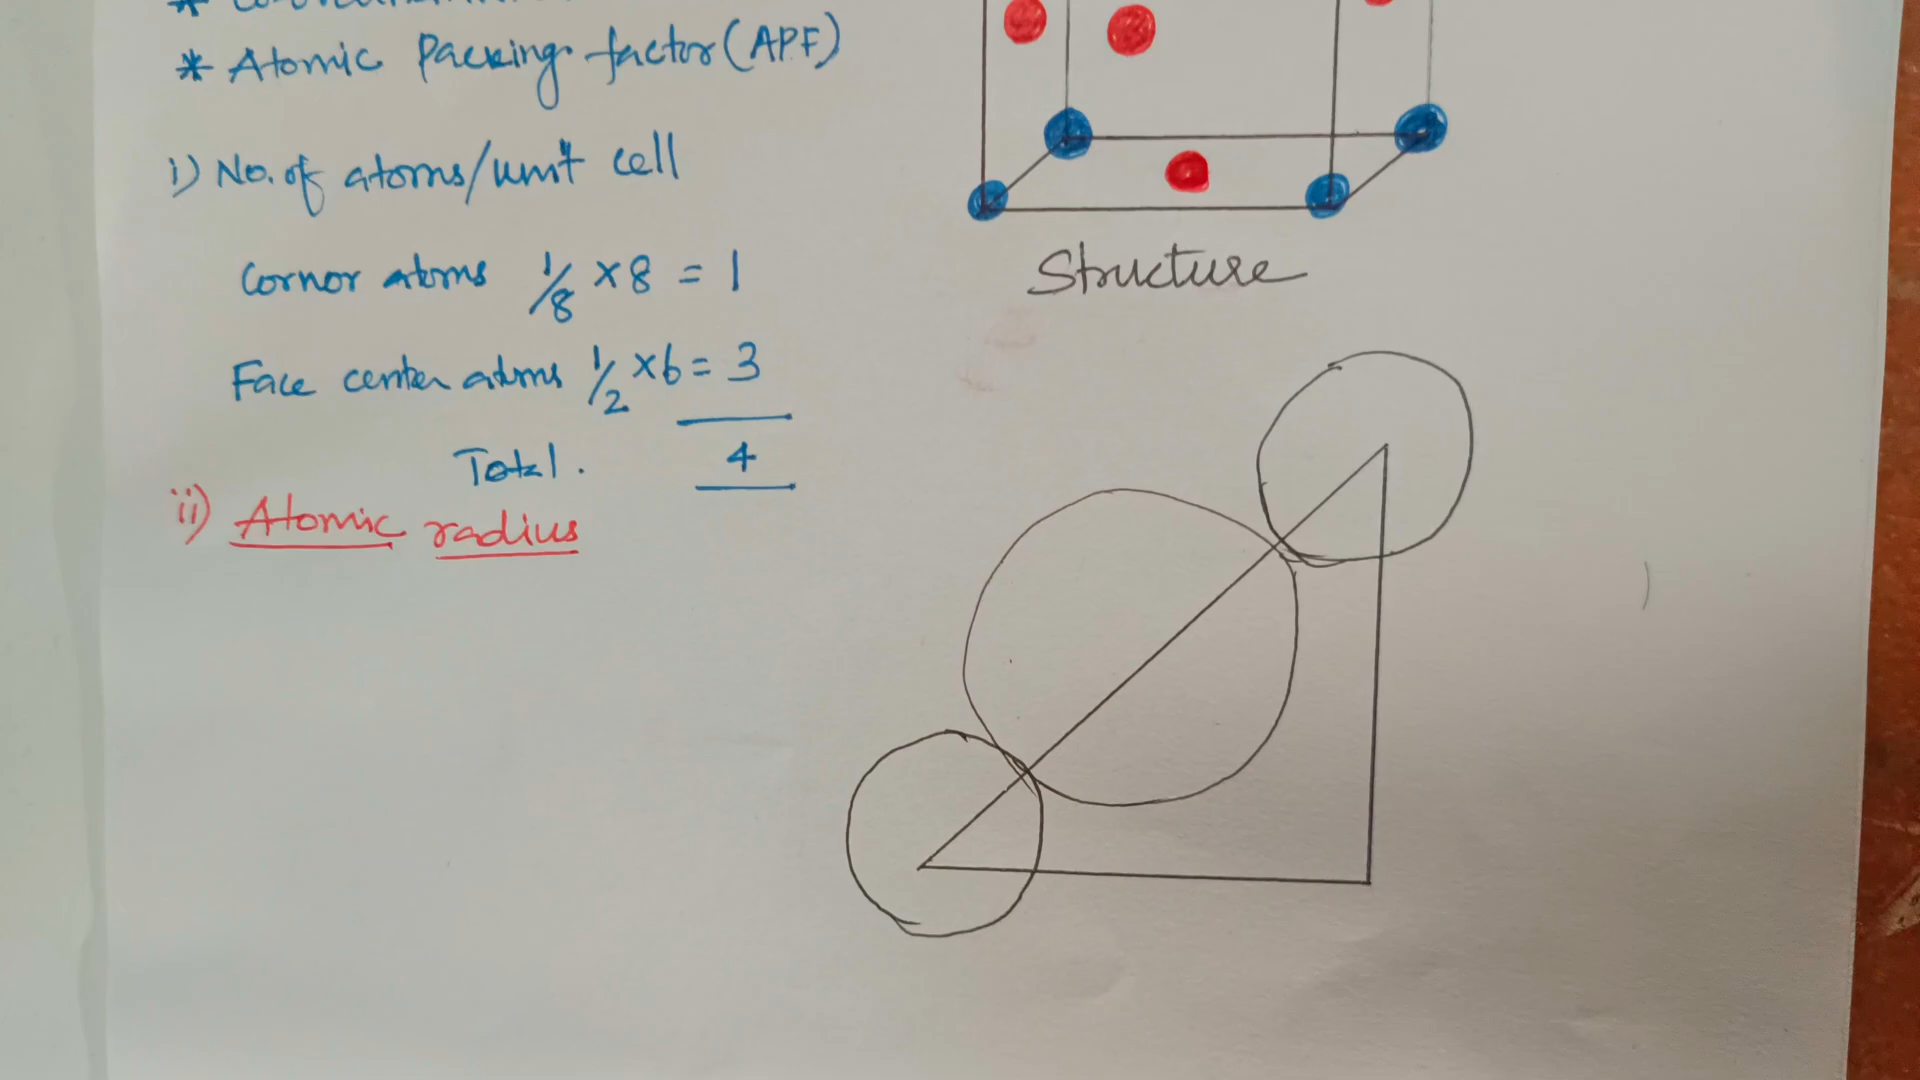 * Atomic Packing factor (APF)
i) No. of atoms/unit cell
Cornor atoms 1/8 ×8 = 1
Face center atoms 1/2 ×6 = 3
Total. 4
ii) Atomic radius
Structure